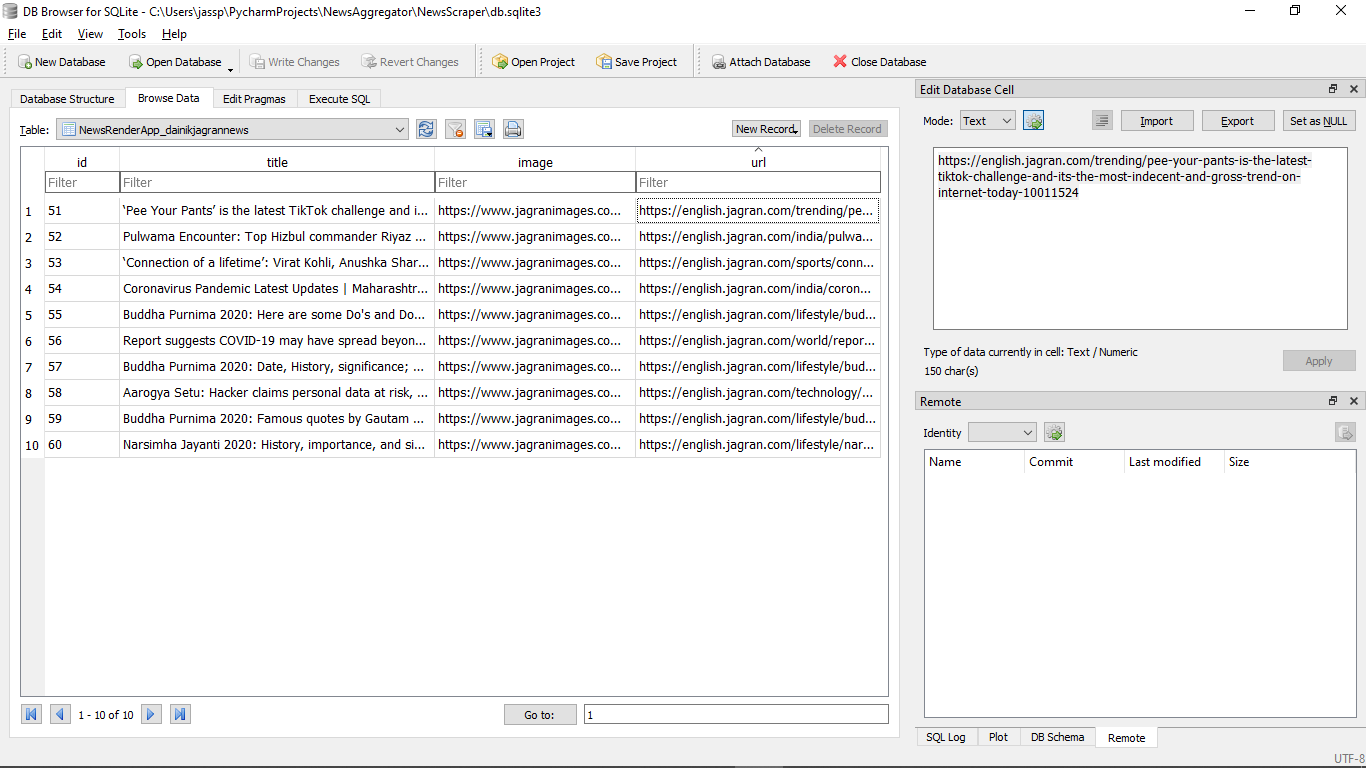 DB Browser for SQLite - C:\Users\jassp\PycharmProjects\NewsAggregator\NewsScraper\db.sqlite3
File Edit View Tools Help
New Database Open Database Write Changes Revert Changes Open Project Save Project Attach Database Close Database
Database Structure Browse Data Edit Pragmas Execute SQL
Table: NewsRenderApp_dainikjagrannews New Record Delete Record
id title image url
Filter Filter Filter Filter
1 51 ‘Pee Your Pants’ is the latest TikTok challenge and i... https://www.jagranimages.co... https://english.jagran.com/trending/pe...
2 52 Pulwama Encounter: Top Hizbul commander Riyaz ... https://www.jagranimages.co... https://english.jagran.com/india/pulwa...
3 53 ‘Connection of a lifetime’: Virat Kohli, Anushka Shar... https://www.jagranimages.co... https://english.jagran.com/sports/conn...
4 54 Coronavirus Pandemic Latest Updates | Maharashtr... https://www.jagranimages.co... https://english.jagran.com/india/coron...
5 55 Buddha Purnima 2020: Here are some Do's and Do... https://www.jagranimages.co... https://english.jagran.com/lifestyle/bud...
6 56 Report suggests COVID-19 may have spread beyon... https://www.jagranimages.co... https://english.jagran.com/world/repor...
7 57 Buddha Purnima 2020: Date, History, significance; ... https://www.jagranimages.co... https://english.jagran.com/lifestyle/bud...
8 58 Aarogya Setu: Hacker claims personal data at risk, ... https://www.jagranimages.co... https://english.jagran.com/technology/...
9 59 Buddha Purnima 2020: Famous quotes by Gautam ... https://www.jagranimages.co... https://english.jagran.com/lifestyle/bud...
10 60 Narsimha Jayanti 2020: History, importance, and si... https://www.jagranimages.co... https://english.jagran.com/lifestyle/nar...
1 - 10 of 10 Go to: 1
Edit Database Cell
Mode: Text Import Export Set as NULL
https://english.jagran.com/trending/pee-your-pants-is-the-latest-
tiktok-challenge-and-its-the-most-indecent-and-gross-trend-on-
internet-today-10011524
Type of data currently in cell: Text / Numeric
150 char(s)
Apply
Remote
Identity
Name Commit Last modified Size
SQL Log Plot DB Schema Remote
UTF-8